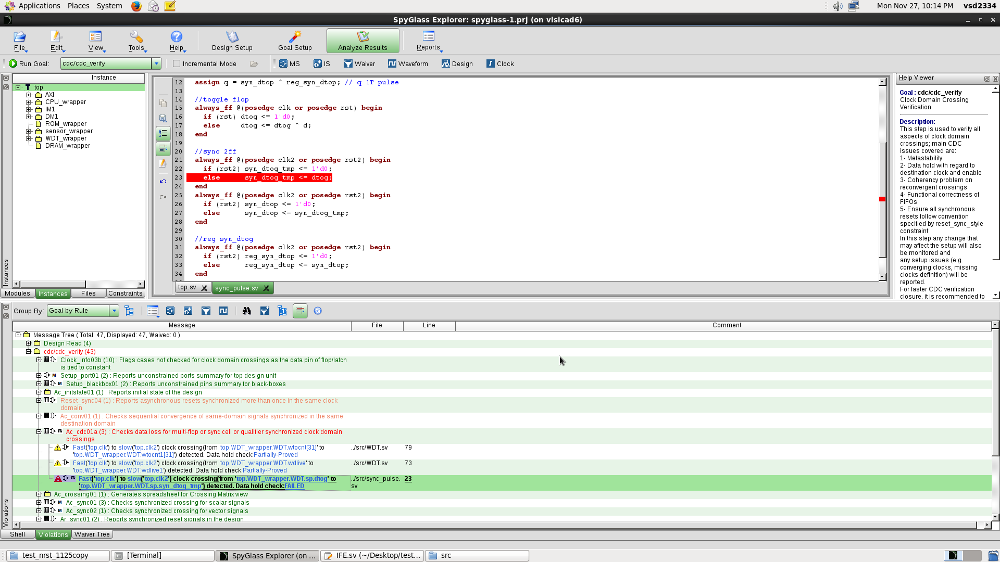 Applications Places System Mon Nov 27, 10:14 PM vsd2334
SpyGlass Explorer: spyglass-1.prj (on vlsicad6)
File Edit View Tools Help Design Setup Goal Setup Analyze Results Reports
Run Goal: cdc/cdc_verify Incremental Mode MS IS Waiver Waveform Design Clock
Instance
top
AXI
CPU_wrapper
IM1
DM1
ROM_wrapper
sensor_wrapper
WDT_wrapper
DRAM_wrapper
Instances
Modules Instances Files Constraints
12 assign q = syn_dtop ^ reg_syn_dtop; // q 1T pulse
13
14 //toggle flop
15 always_ff @(posedge clk or posedge rst) begin
16 if (rst) dtog <= 1'd0;
17 else dtog <= dtog ^ d;
18 end
19
20 //sync 2ff
21 always_ff @(posedge clk2 or posedge rst2) begin
22 if (rst2) syn_dtog_tmp <= 1'd0;
23 else syn_dtog_tmp <= dtog;
24 end
25 always_ff @(posedge clk2 or posedge rst2) begin
26 if (rst2) syn_dtop <= 1'd0;
27 else syn_dtop <= syn_dtog_tmp;
28 end
29
30 //reg syn_dtog
31 always_ff @(posedge clk2 or posedge rst2) begin
32 if (rst2) reg_syn_dtop <= 1'd0;
33 else reg_syn_dtop <= syn_dtop;
34 end
top.sv sync_pulse.sv
Help Viewer
Goal : cdc/cdc_verify
Clock Domain Crossing
Verification
Description:
This step is used to verify all
aspects of clock domain
crossings; main CDC
issues covered are:
1- Metastability
2- Data hold with regard to
destination clock and enable
3- Coherency problem on
reconvergent crossings
4- Functional correctness of
FIFOs
5- Ensure all synchronous
resets follow convention
specified by reset_sync_style
constraint
In this step any change that
may affect the setup will also
be monitored and
any setup issues (e.g.
converging clocks, missing
clocks definition) will be
reported.
For faster CDC verification
closure, it is recommended to
Group By: Goal by Rule
Message File Line Comment
Message Tree ( Total: 47, Displayed: 47, Waived: 0 )
Design Read (4)
cdc/cdc_verify (43)
Clock_info03b (10) : Flags cases not checked for clock domain crossings as the data pin of flop/latch
is tied to constant
Setup_port01 (2) : Reports unconstrained ports summary for top design unit
Setup_blackbox01 (2) : Reports unconstrained pins summary for black-boxes
Ac_initstate01 (1) : Reports initial state of the design
Reset_sync04 (1) : Reports asynchronous resets synchronized more than once in the same clock
domain
Ac_conv01 (1) : Checks sequential convergence of same-domain signals synchronized in the same
destination domain
Ac_cdc01a (3) : Checks data loss for multi-flop or sync cell or qualifier synchronized clock domain
crossings
Fast('top.clk') to slow('top.clk2') clock crossing(from 'top.WDT_wrapper.WDT.wtocnt[31]' to ../src/WDT.sv 79
'top.WDT_wrapper.WDT.wtocnt1[31]') detected. Data hold check:Partially-Proved
Fast('top.clk') to slow('top.clk2') clock crossing(from 'top.WDT_wrapper.WDT.wdlive' to ../src/WDT.sv 73
'top.WDT_wrapper.WDT.wdlive1') detected. Data hold check:Partially-Proved
Fast('top.clk') to slow('top.clk2') clock crossing(from 'top.WDT_wrapper.WDT.sp.dtog' to ../src/sync_pulse. 23
'top.WDT_wrapper.WDT.sp.syn_dtog_tmp') detected. Data hold check:FAILED sv
Ac_crossing01 (1) : Generates spreadsheet for Crossing Matrix view
Ac_sync01 (3) : Checks synchronized crossing for scalar signals
Ac_sync02 (1) : Checks synchronized crossing for vector signals
Ar_sync01 (2) : Reports synchronized reset signals in the design
Violations
Shell Violations Waiver Tree
test_nrst_1125copy [Terminal] SpyGlass Explorer (on ... IFE.sv (~/Desktop/test... src